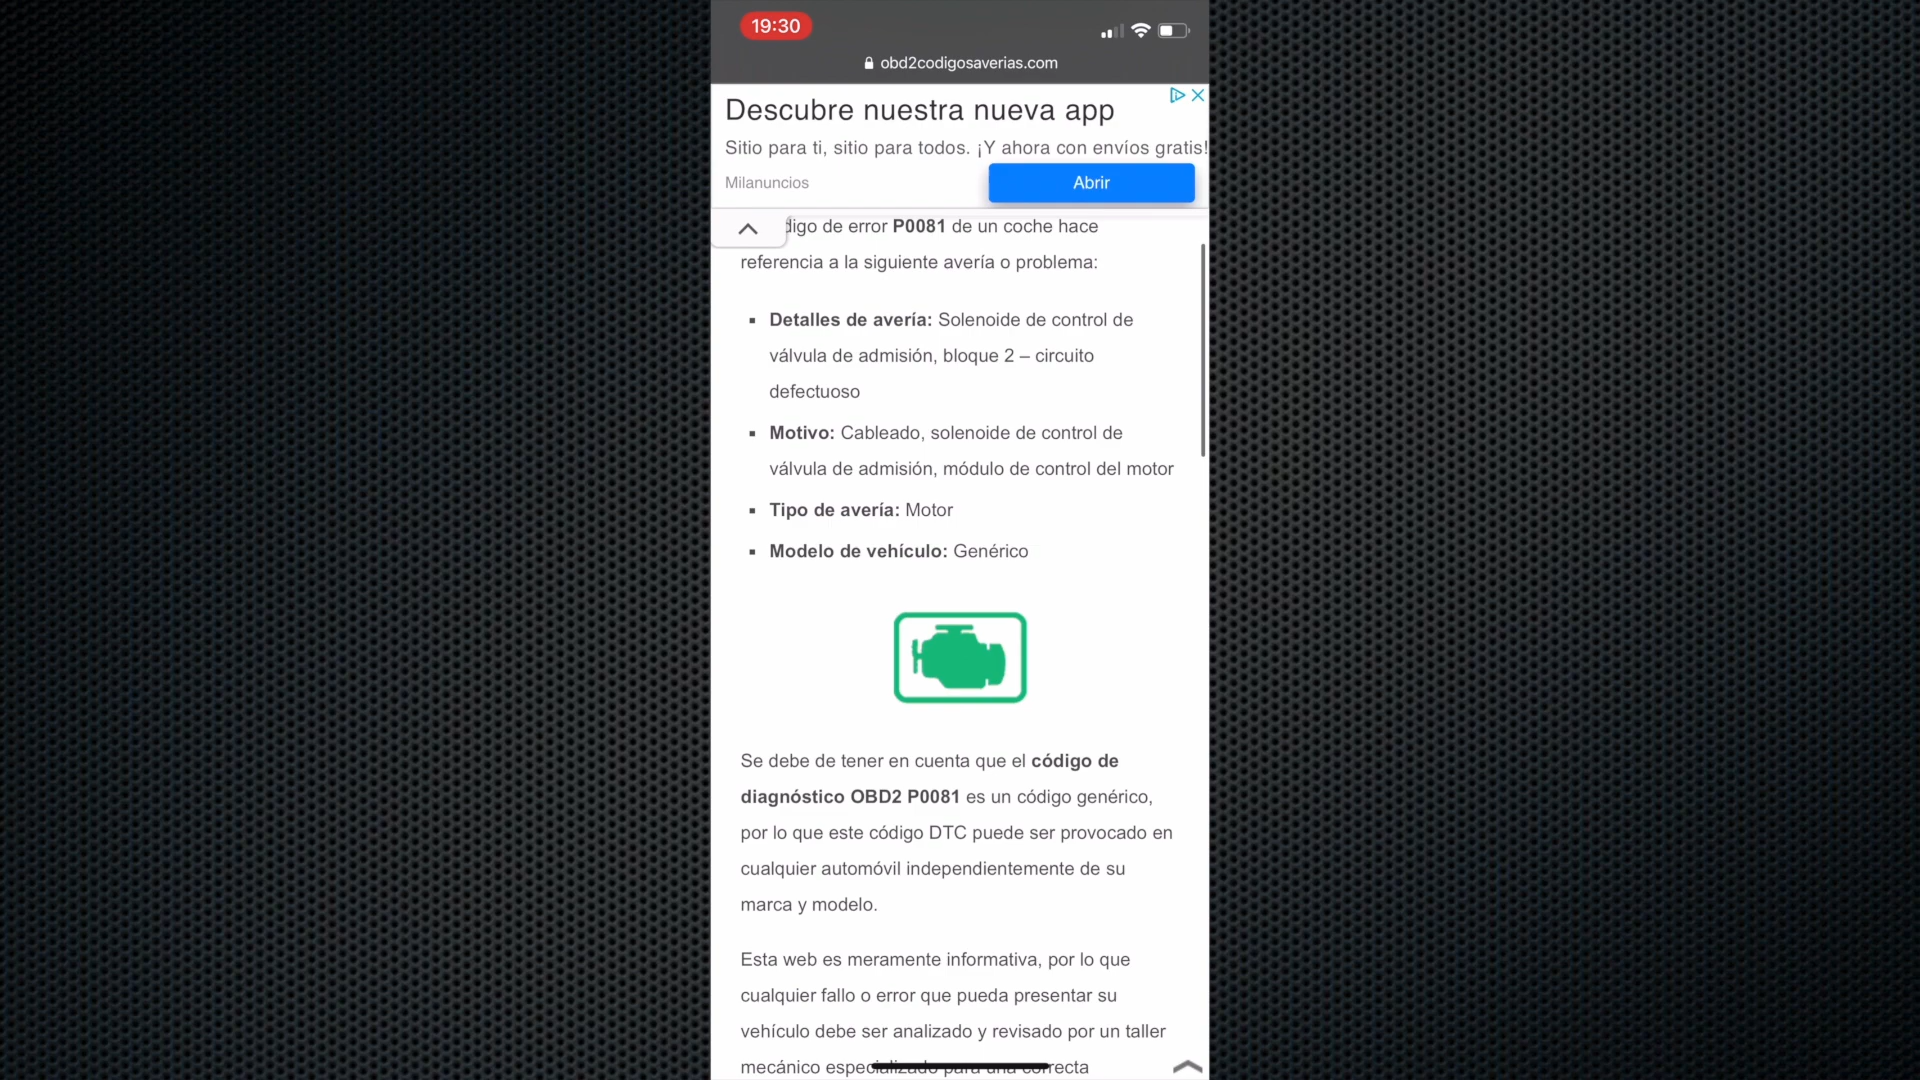 19:30
obd2codigosaverias.com
Descubre nuestra nueva app
Sitio para ti, sitio para todos. ¡Y ahora con envíos gratis!
Milanuncios
Abrir
digo de error P0081 de un coche hace
referencia a la siguiente avería o problema:
▪ Detalles de avería: Solenoide de control de
válvula de admisión, bloque 2 – circuito
defectuoso
▪ Motivo: Cableado, solenoide de control de
válvula de admisión, módulo de control del motor
▪ Tipo de avería: Motor
▪ Modelo de vehículo: Genérico
Se debe de tener en cuenta que el código de
diagnóstico OBD2 P0081 es un código genérico,
por lo que este código DTC puede ser provocado en
cualquier automóvil independientemente de su
marca y modelo.
Esta web es meramente informativa, por lo que
cualquier fallo o error que pueda presentar su
vehículo debe ser analizado y revisado por un taller
mecánico especializado para una correcta